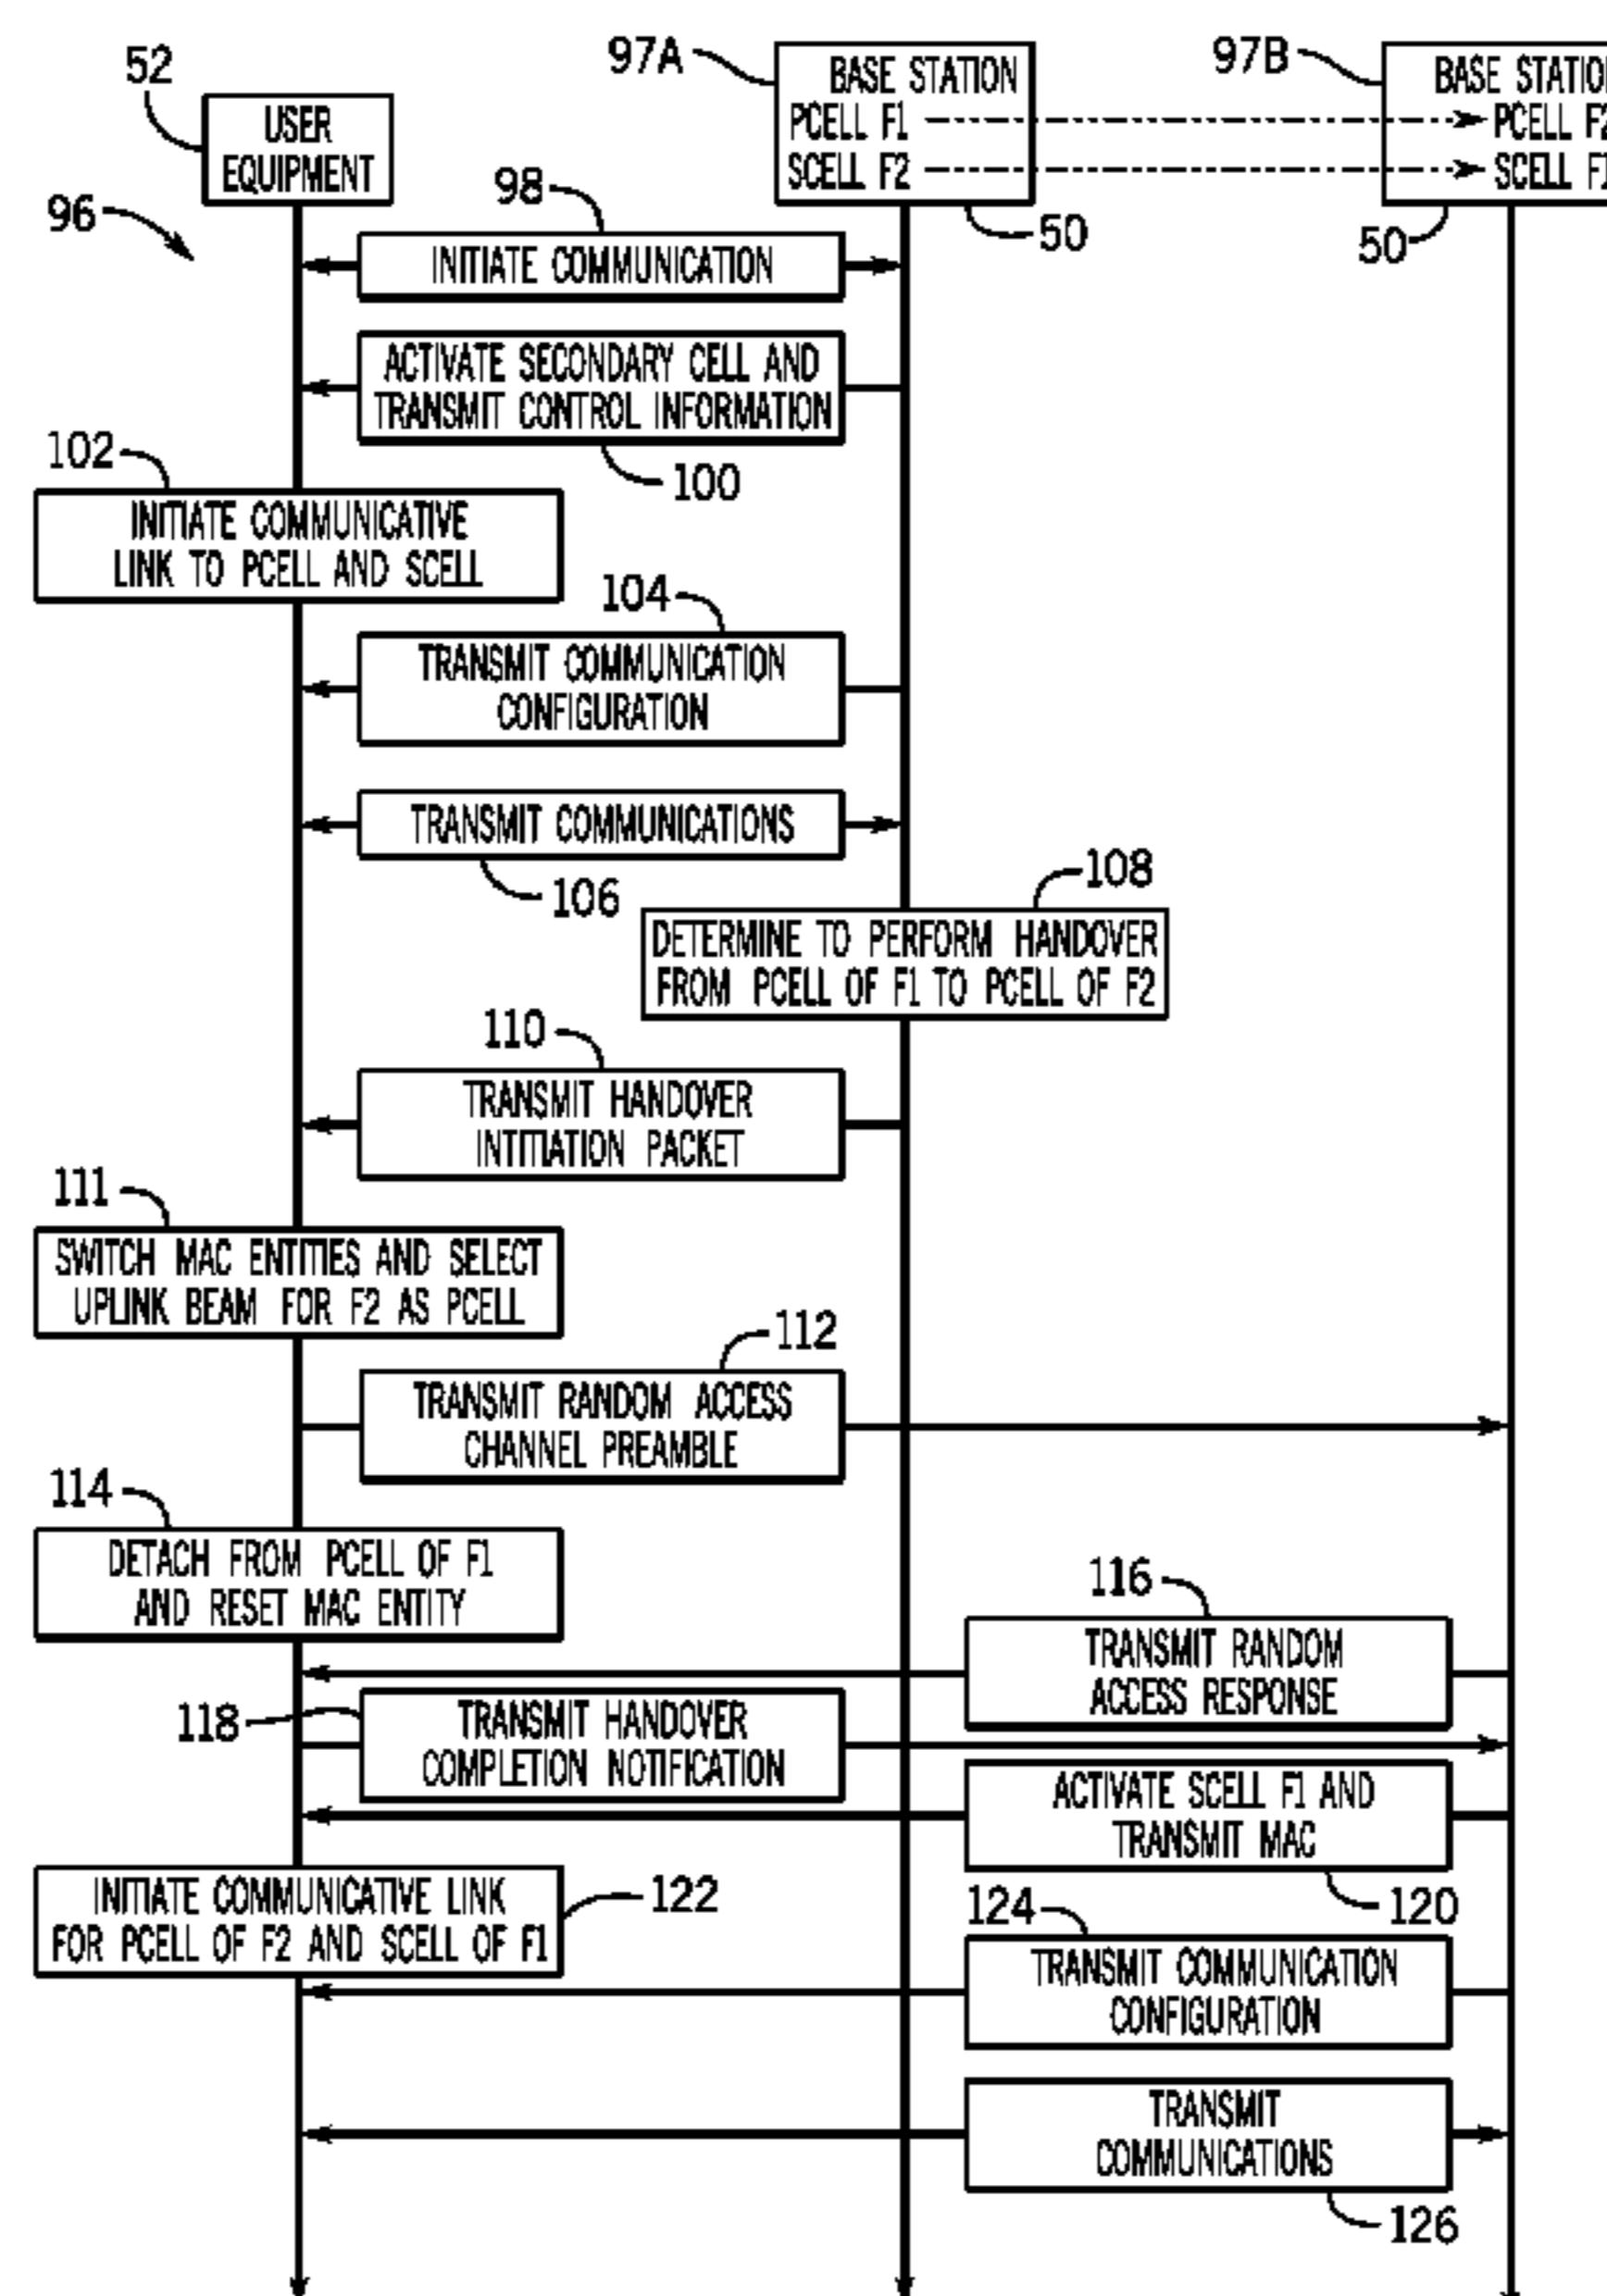 52
USER
EQUIPMENT
96
97A
BASE STATION
PCELL F1
SCELL F2
50
97B
PCELL
SCELL
50
98
INITIATE COMMUNICATION
ACTIVATE SECONDARY CELL AND
TRANSMIT CONTROL INFORMATION
100
102
INITIATE COMMUNICATIVE
LINK TO PCELL AND SCELL
104
TRANSMIT COMMUNICATION
CONFIGURATION
TRANSMIT COMMUNICATIONS
106
108
DETERMINE TO PERFORM HANDOVER
FROM PCELL OF F1 TO PCELL OF F2
110
TRANSMIT HANDOVER
INTITIATION PACKET
111
SWITCH MAC ENTITIES AND SELECT
UPLINK BEAM FOR F2 AS PCELL
112
TRANSMIT RANDOM ACCESS
CHANNEL PREAMBLE
114
DETACH FROM PCELL OF F1
AND RESET MAC ENTITY
116
TRANSMIT RANDOM
ACCESS RESPONSE
118
TRANSMIT HANDOVER
COMPLETION NOTIFICATION
ACTIVATE SCELL F1 AND
TRANSMIT MAC
120
INITIATE COMMUNICATIVE LINK
FOR PCELL OF F2 AND SCELL OF F1
122
124
TRANSMIT COMMUNICATION
CONFIGURATION
TRANSMIT
COMMUNICATIONS
126